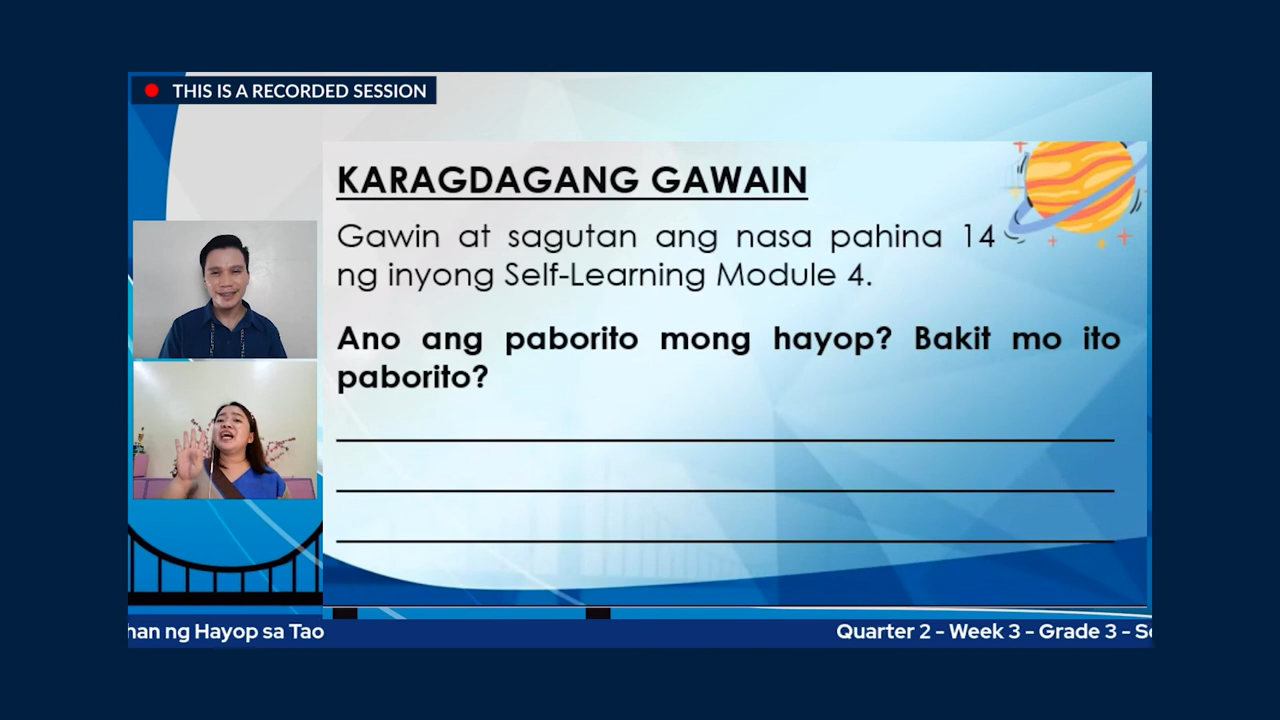 THIS IS A RECORDED SESSION
KARAGDAGANG GAWAIN
Gawin at sagutan ang nasa pahina 14
ng inyong Self-Learning Module 4.
Ano ang paborito mong hayop? Bakit mo ito
paborito?
ng Hayop sa Tao
Quarter 2 - Week 3 - Grade 3 -